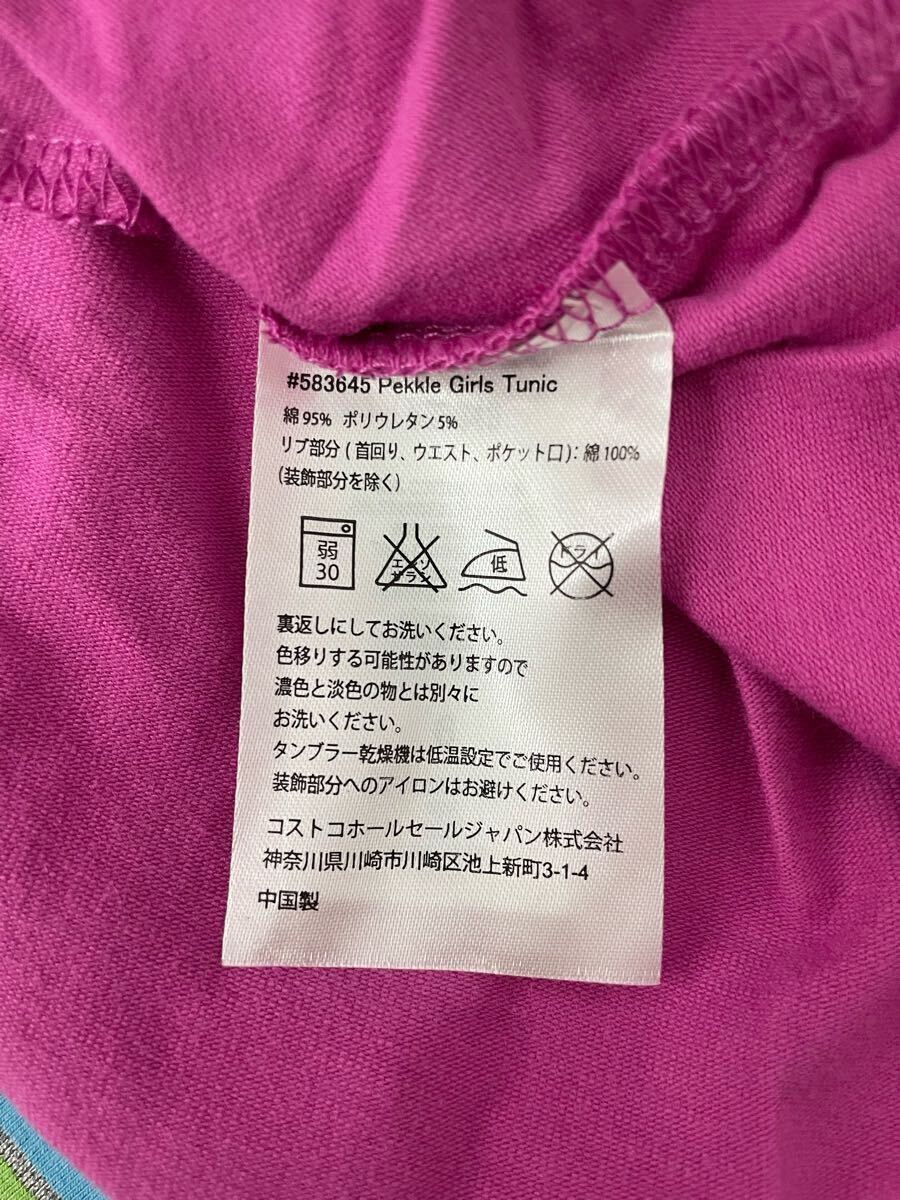 #583645 Pekkle Girls Tunic
綿95% ポリウレタン5%
リブ部分 ( 首回り、ウエスト、ポケット口 ): 綿100%
(装飾部分を除く)
弱
30
エンソ
サラシ
低
ドライ
裏返しにしてお洗いください。
色移りする可能性がありますので
濃色と淡色の物とは別々に
お洗いください。
タンブラー乾燥機は低温設定でご使用ください。
装飾部分へのアイロンはお避けください。
コストコホールセールジャパン株式会社
神奈川県川崎市川崎区池上新町3-1-4
中国製